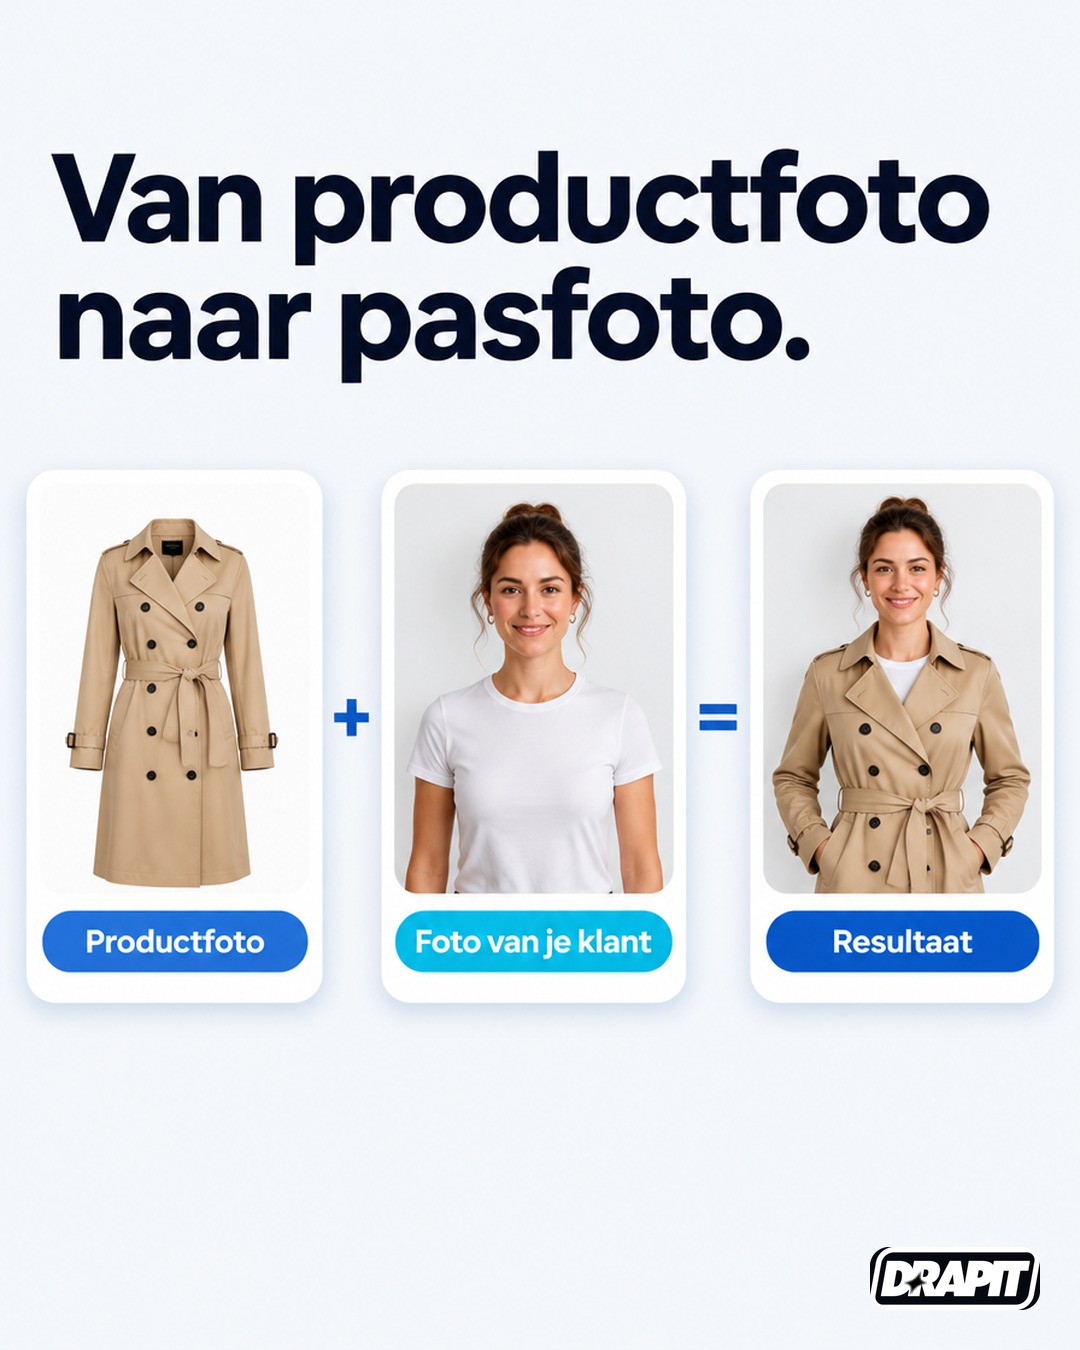 Van productfoto
naar pasfoto.
+
=
Productfoto
Foto van je klant
Resultaat
DRAPIT